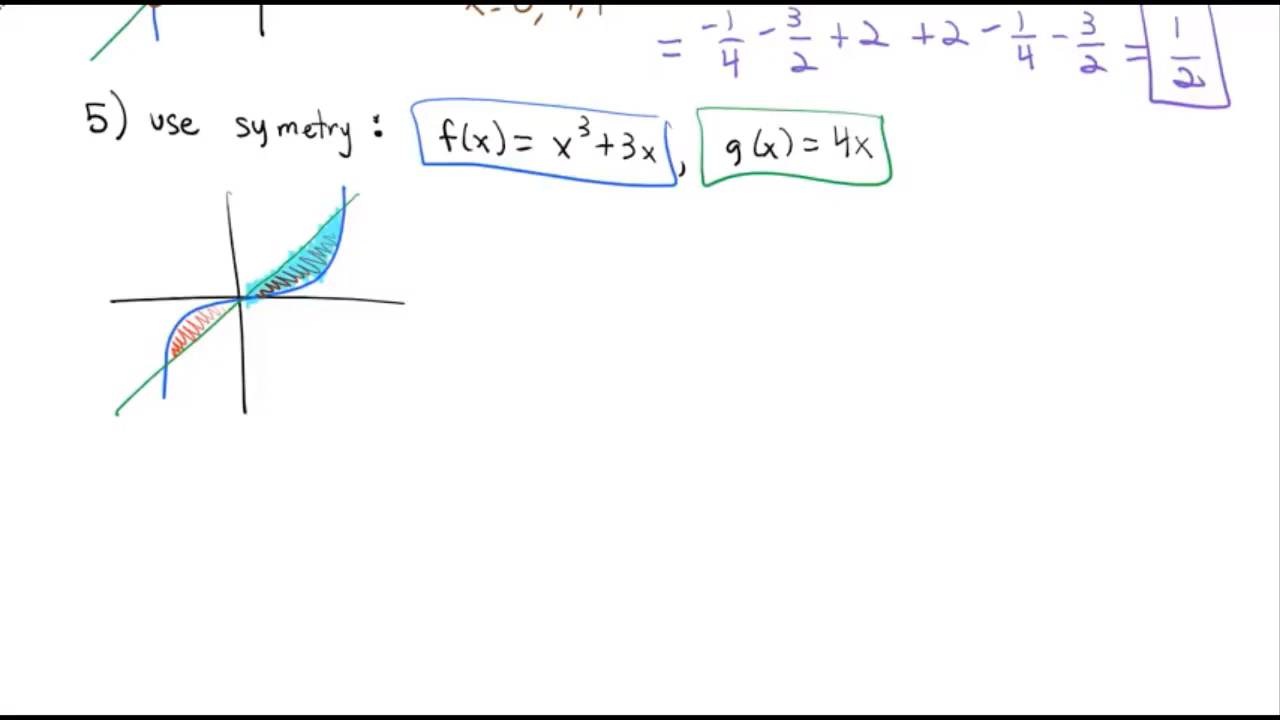 = -1/4 - 3/2 + 2 + 2 - 1/4 - 3/2 = 1/2
5) use symetry: f(x) = x³+3x, g(x) = 4x